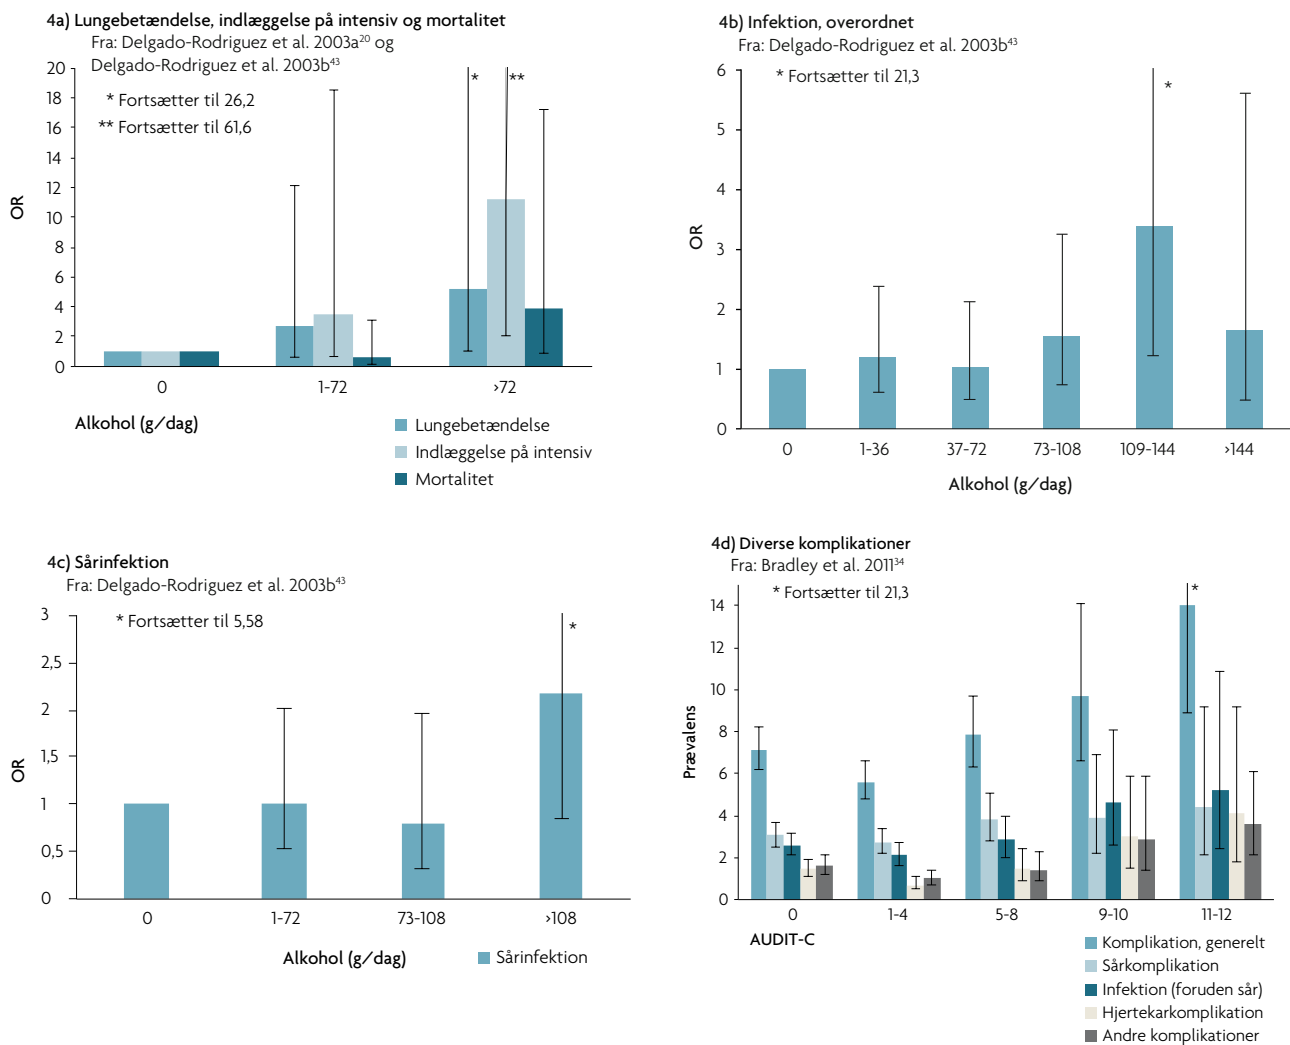 4a) Lungebetændelse, indlæggelse på intensiv og mortalitet
Fra: Delgado-Rodriguez et al. 2003a20 og
Delgado-Rodriguez et al. 2003b43
* Fortsætter til 26,2
** Fortsætter til 61,6
* **
OR
20
18
16
14
12
10
8
6
4
2
0
0 1-72 >72
Alkohol (g/dag)
Lungebetændelse
Indlæggelse på intensiv
Mortalitet
4b) Infektion, overordnet
Fra: Delgado-Rodriguez et al. 2003b43
* Fortsætter til 21,3
*
OR
6
5
4
3
2
1
0
0 1-36 37-72 73-108 109-144 >144
Alkohol (g/dag)
4c) Sårinfektion
Fra: Delgado-Rodriguez et al. 2003b43
* Fortsætter til 5,58
*
OR
3
2,5
2
1,5
1
0,5
0
0 1-72 73-108 >108
Alkohol (g/dag)
Sårinfektion
4d) Diverse komplikationer
Fra: Bradley et al. 201134
* Fortsætter til 21,3
*
Prævalens
14
12
10
8
6
4
2
0
0 1-4 5-8 9-10 11-12
AUDIT-C
Komplikation, generelt
Sårkomplikation
Infektion (foruden sår)
Hjertekarkomplikation
Andre komplikationer